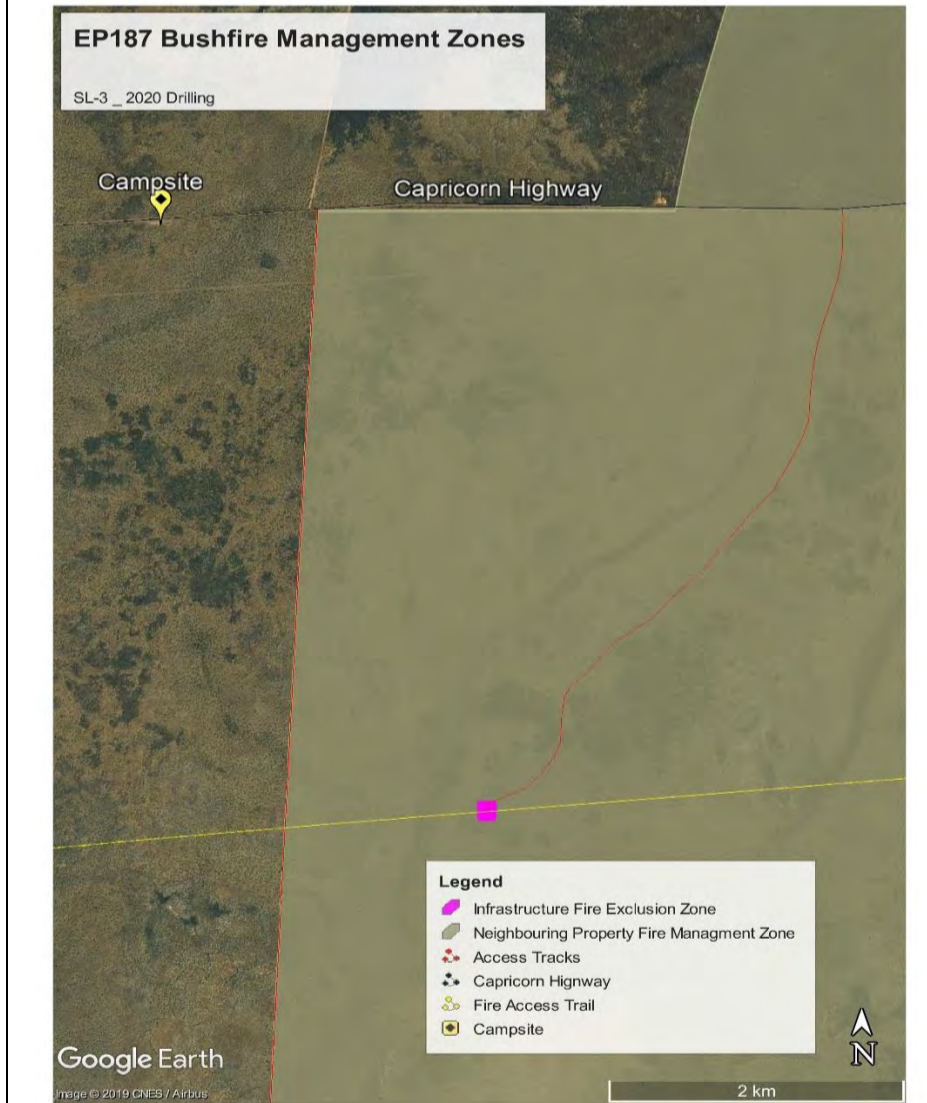 EP187 Bushfire Management Zones
SL-3 _ 2020 Drilling
Campsite
Capricorn Highway
Legend
Infrastructure Fire Exclusion Zone
Neighbouring Property Fire Managment Zone
Access Tracks
Capricorn Hignway
Fire Access Trail
Campsite
Google Earth
Image © 2019 CNES / Airbus
N
2 km